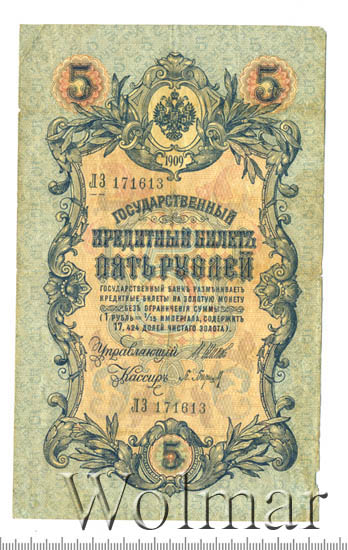 5 5
1909
ЛЗ 171613
ГОСУДАРСТВЕННЫЙ
КРЕДИТНЫЙ БИЛЕТЪ
ПЯТЬ РУБЛЕЙ
ГОСУДАРСТВЕННЫЙ БАНКЪ РАЗМѢНИВАЕТЪ
КРЕДИТНЫЕ БИЛЕТЫ НА ЗОЛОТУЮ МОНЕТУ
БЕЗЪ ОГРАНИЧЕНІЯ СУММЫ
(1 РУБЛЬ = 1/15 ИМПЕРІАЛА, СОДЕРЖИТЪ
17,424 ДОЛЕЙ ЧИСТАГО ЗОЛОТА).
Управляющій
Кассиръ
ЛЗ 171613
5
Wolmar